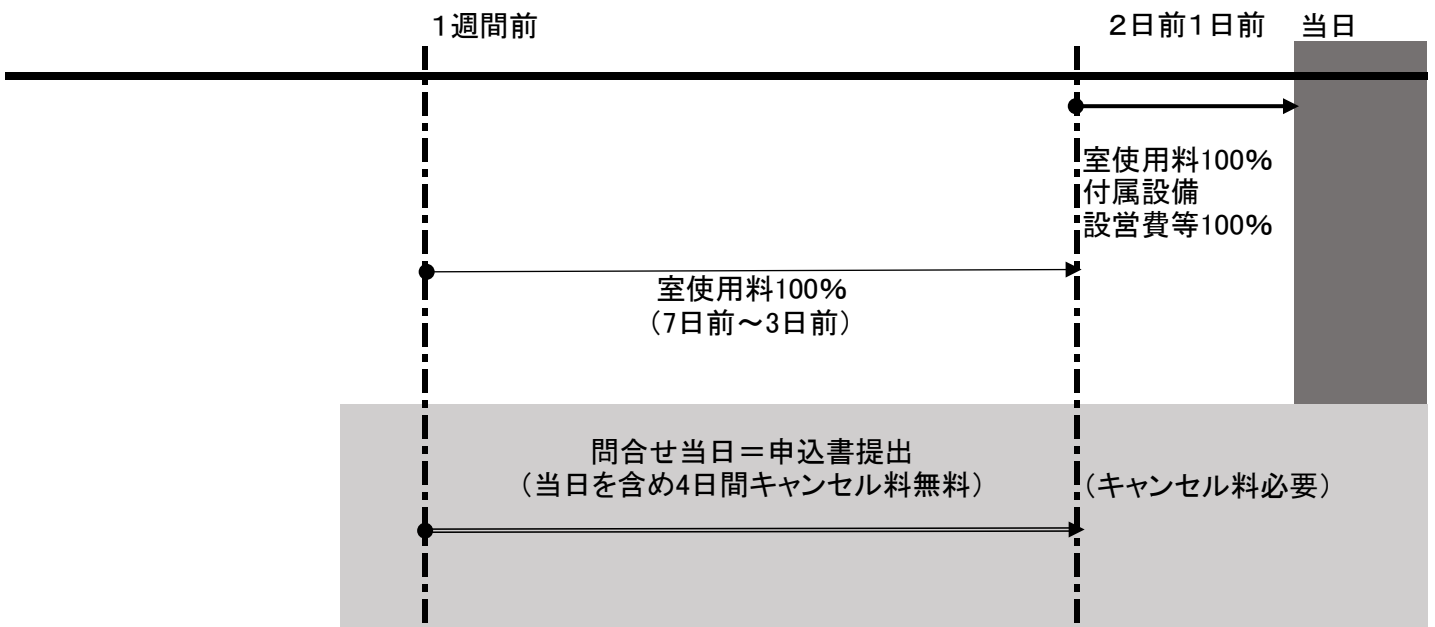 １週間前
２日前１日前
当日
室使用料100%
付属設備
設営費等100%
室使用料100%
（7日前～3日前）
問合せ当日＝申込書提出
（当日を含め4日間キャンセル料無料）
（キャンセル料必要）